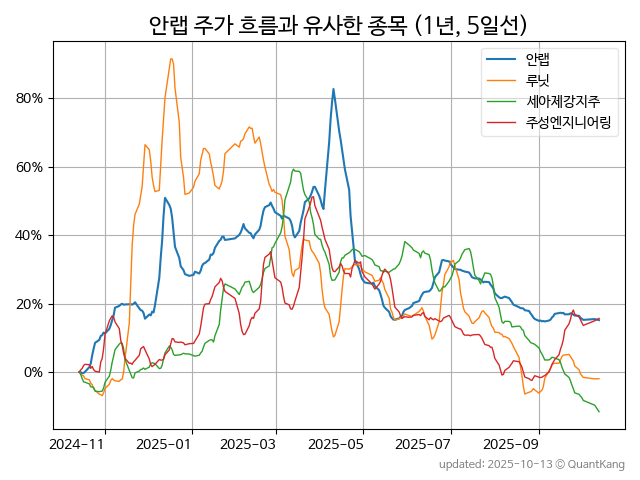 안랩 주가 흐름과 유사한 종목 (1년, 5일선)
안랩
루닛
세아제강지주
주성엔지니어링
80%
60%
40%
20%
0%
2024-11 2025-01 2025-03 2025-05 2025-07 2025-09
updated: 2025-10-13 © QuantKang